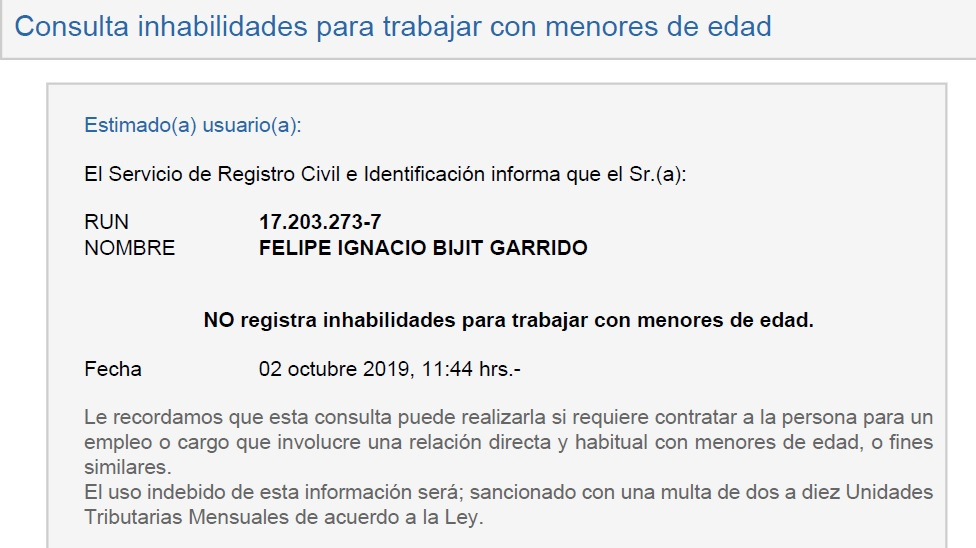 Consulta inhabilidades para trabajar con menores de edad
Estimado(a) usuario(a):
El Servicio de Registro Civil e Identificación informa que el Sr.(a):
RUN 17.203.273-7
NOMBRE FELIPE IGNACIO BIJIT GARRIDO
NO registra inhabilidades para trabajar con menores de edad.
Fecha 02 octubre 2019, 11:44 hrs.-
Le recordamos que esta consulta puede realizarla si requiere contratar a la persona para un
empleo o cargo que involucre una relación directa y habitual con menores de edad, o fines
similares.
El uso indebido de esta información será; sancionado con una multa de dos a diez Unidades
Tributarias Mensuales de acuerdo a la Ley.